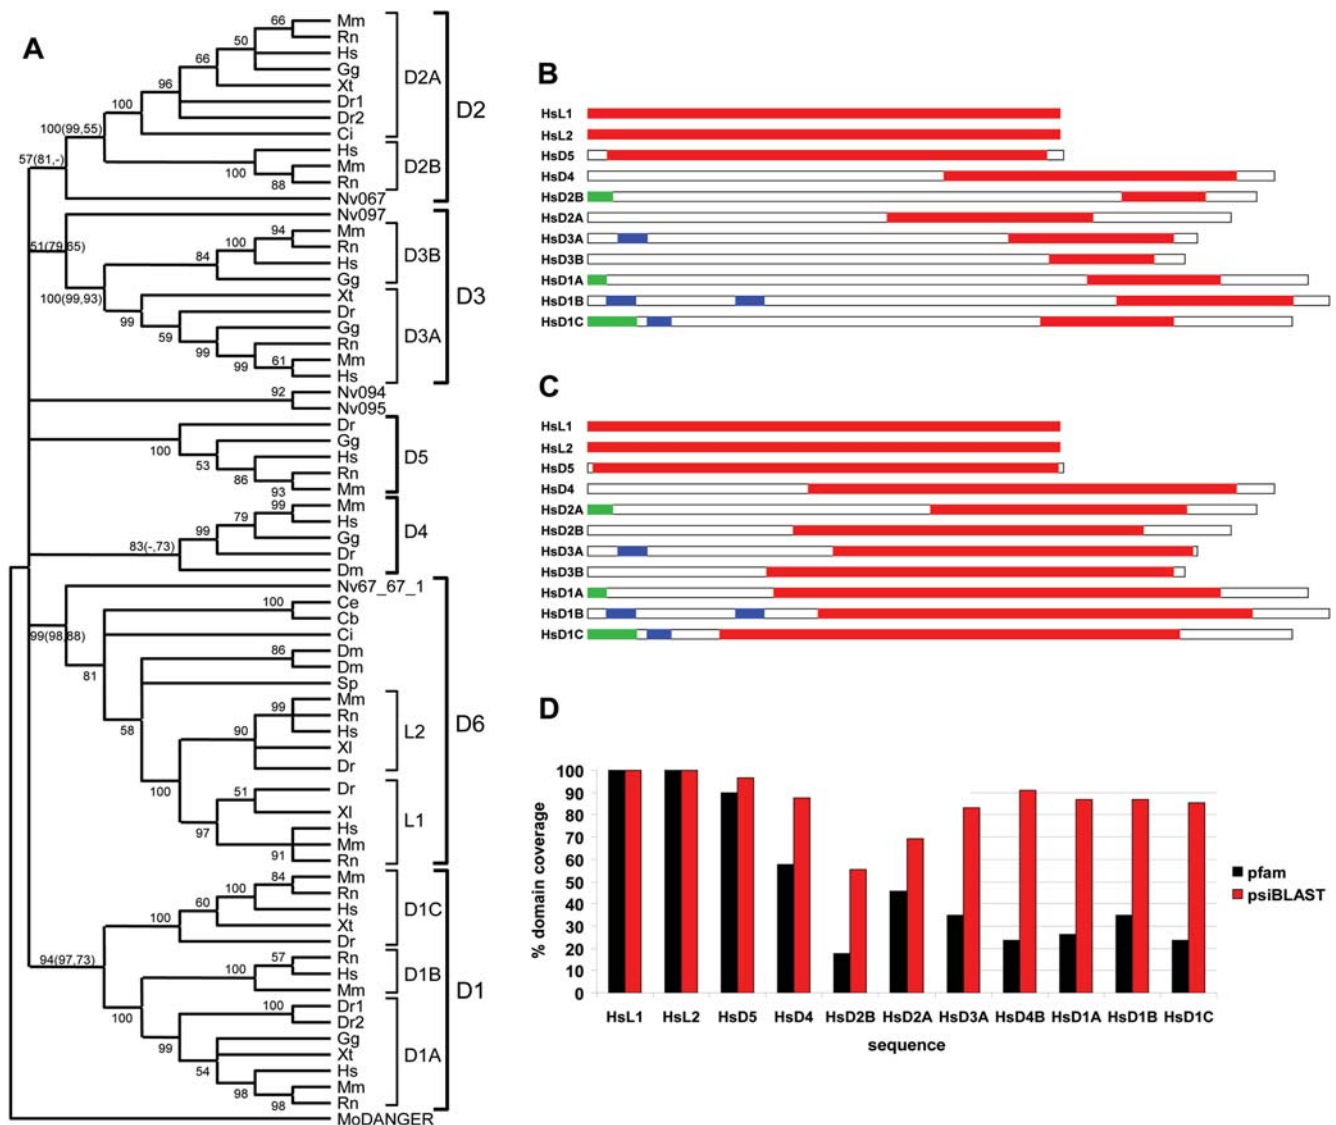 A
66
Mm
Rn
50
Hs
66
Gg
Xt
96
Dr1
Dr2
100
Ci
D2A
100(99,55)
Hs
Mm
100
88
Rn
D2B
57(81,-)
Nv067
D2
Nv097
51(79,65)
94
Mm
Rn
100
Hs
84
Gg
D3B
100(99,93)
Xt
99
Dr
59
Gg
99
Rn
99
61
Mm
Hs
D3A
D3
92
Nv094
Nv095
Dr
100
Gg
53
Hs
86
Rn
93
Mm
D5
99
Mm
79
Hs
99
Gg
83(-,73)
Dr
Dm
D4
Nv67_67_1
99(98,88)
100
Ce
Cb
81
Ci
86
Dm
Dm
58
Sp
99
Mm
Rn
90
Hs
Xl
Dr
L2
100
51
Dr
Xl
97
Hs
Mm
91
Rn
L1
D6
84
Mm
100
Rn
60
Hs
100
Xt
Dr
D1C
94(97,73)
57
Rn
100
Hs
Mm
D1B
100
100
Dr1
Dr2
99
Gg
54
Xt
Hs
98
Mm
98
Rn
D1A
D1
MoDANGER
B
HsL1
HsL2
HsD5
HsD4
HsD2B
HsD2A
HsD3A
HsD3B
HsD1A
HsD1B
HsD1C
C
HsL1
HsL2
HsD5
HsD4
HsD2A
HsD2B
HsD3A
HsD3B
HsD1A
HsD1B
HsD1C
D
% domain coverage
100
90
80
70
60
50
40
30
20
10
0
HsL1 HsL2 HsD5 HsD4 HsD2B HsD2A HsD3A HsD4B HsD1A HsD1B HsD1C
sequence
pfam
psiBLAST